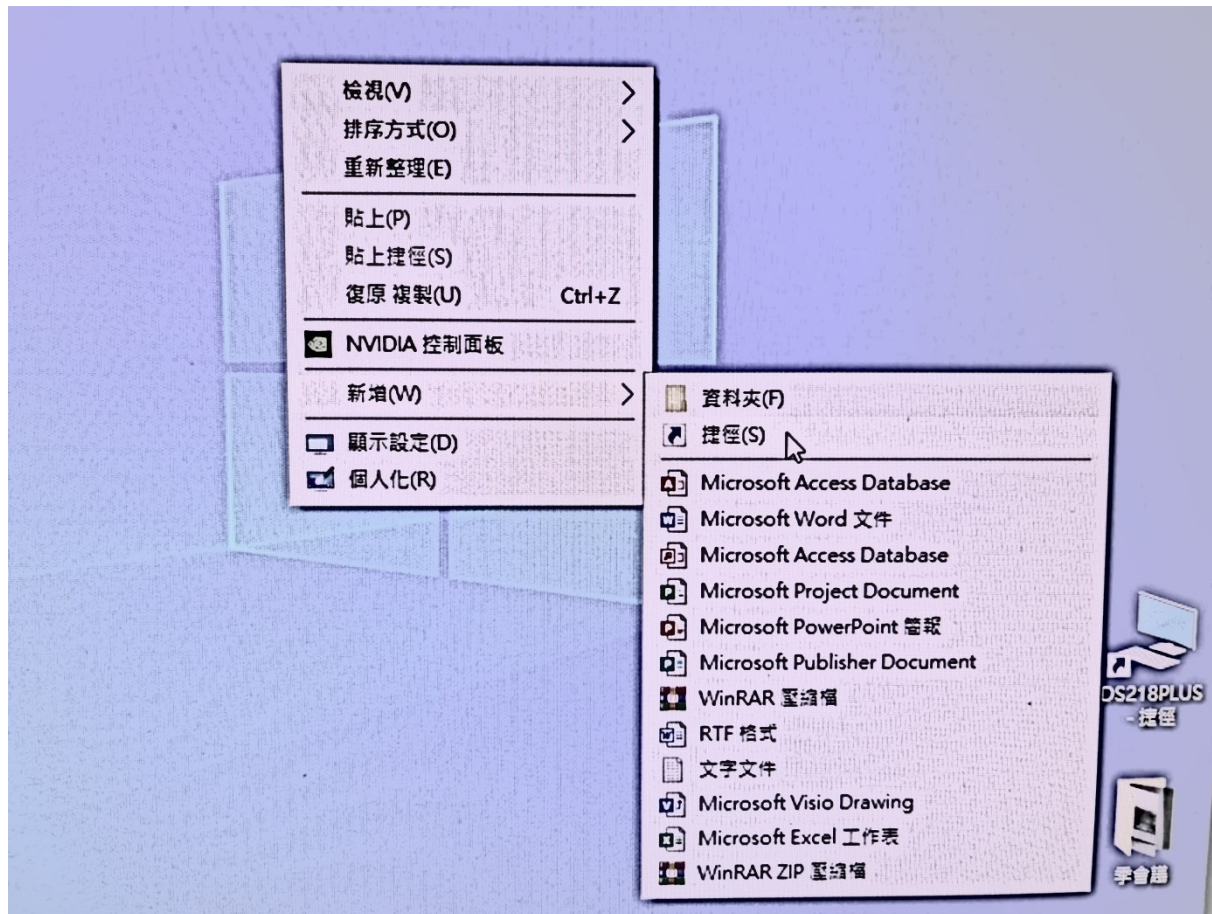 檢視(V)
排序方式(O)
重新整理(E)
貼上(P)
貼上捷徑(S)
復原 複製(U) Ctrl+Z
NVIDIA 控制面板
新增(W)
顯示設定(D)
個人化(R)
資料夾(F)
捷徑(S)
Microsoft Access Database
Microsoft Word 文件
Microsoft Access Database
Microsoft Project Document
Microsoft PowerPoint 簡報
Microsoft Publisher Document
WinRAR 壓縮檔
RTF 格式
文字文件
Microsoft Visio Drawing
Microsoft Excel 工作表
WinRAR ZIP 壓縮檔
DS218PLUS
- 捷徑